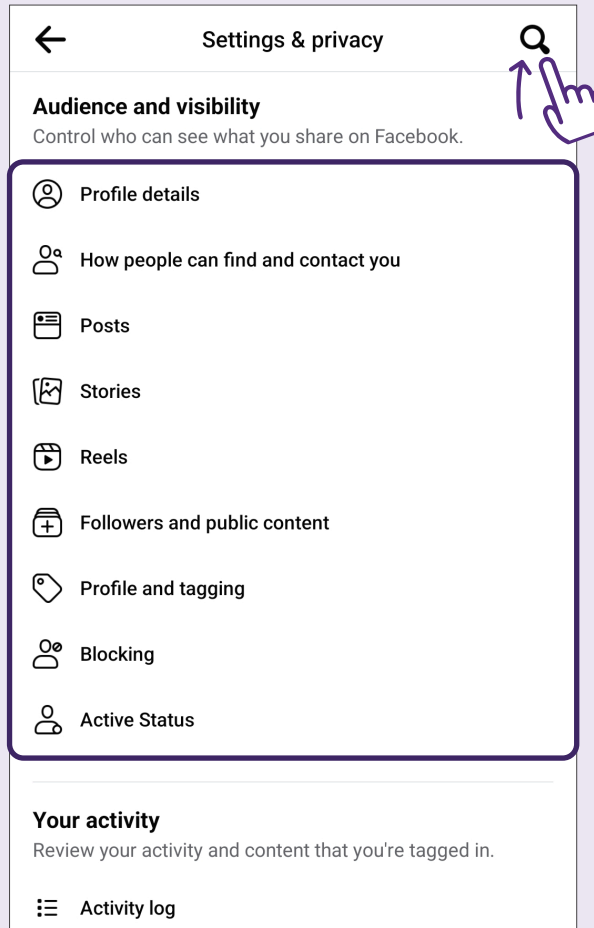 Settings & privacy
Audience and visibility
Control who can see what you share on Facebook.
Profile details
How people can find and contact you
Posts
Stories
Reels
Followers and public content
Profile and tagging
Blocking
Active Status
Your activity
Review your activity and content that you're tagged in.
Activity log